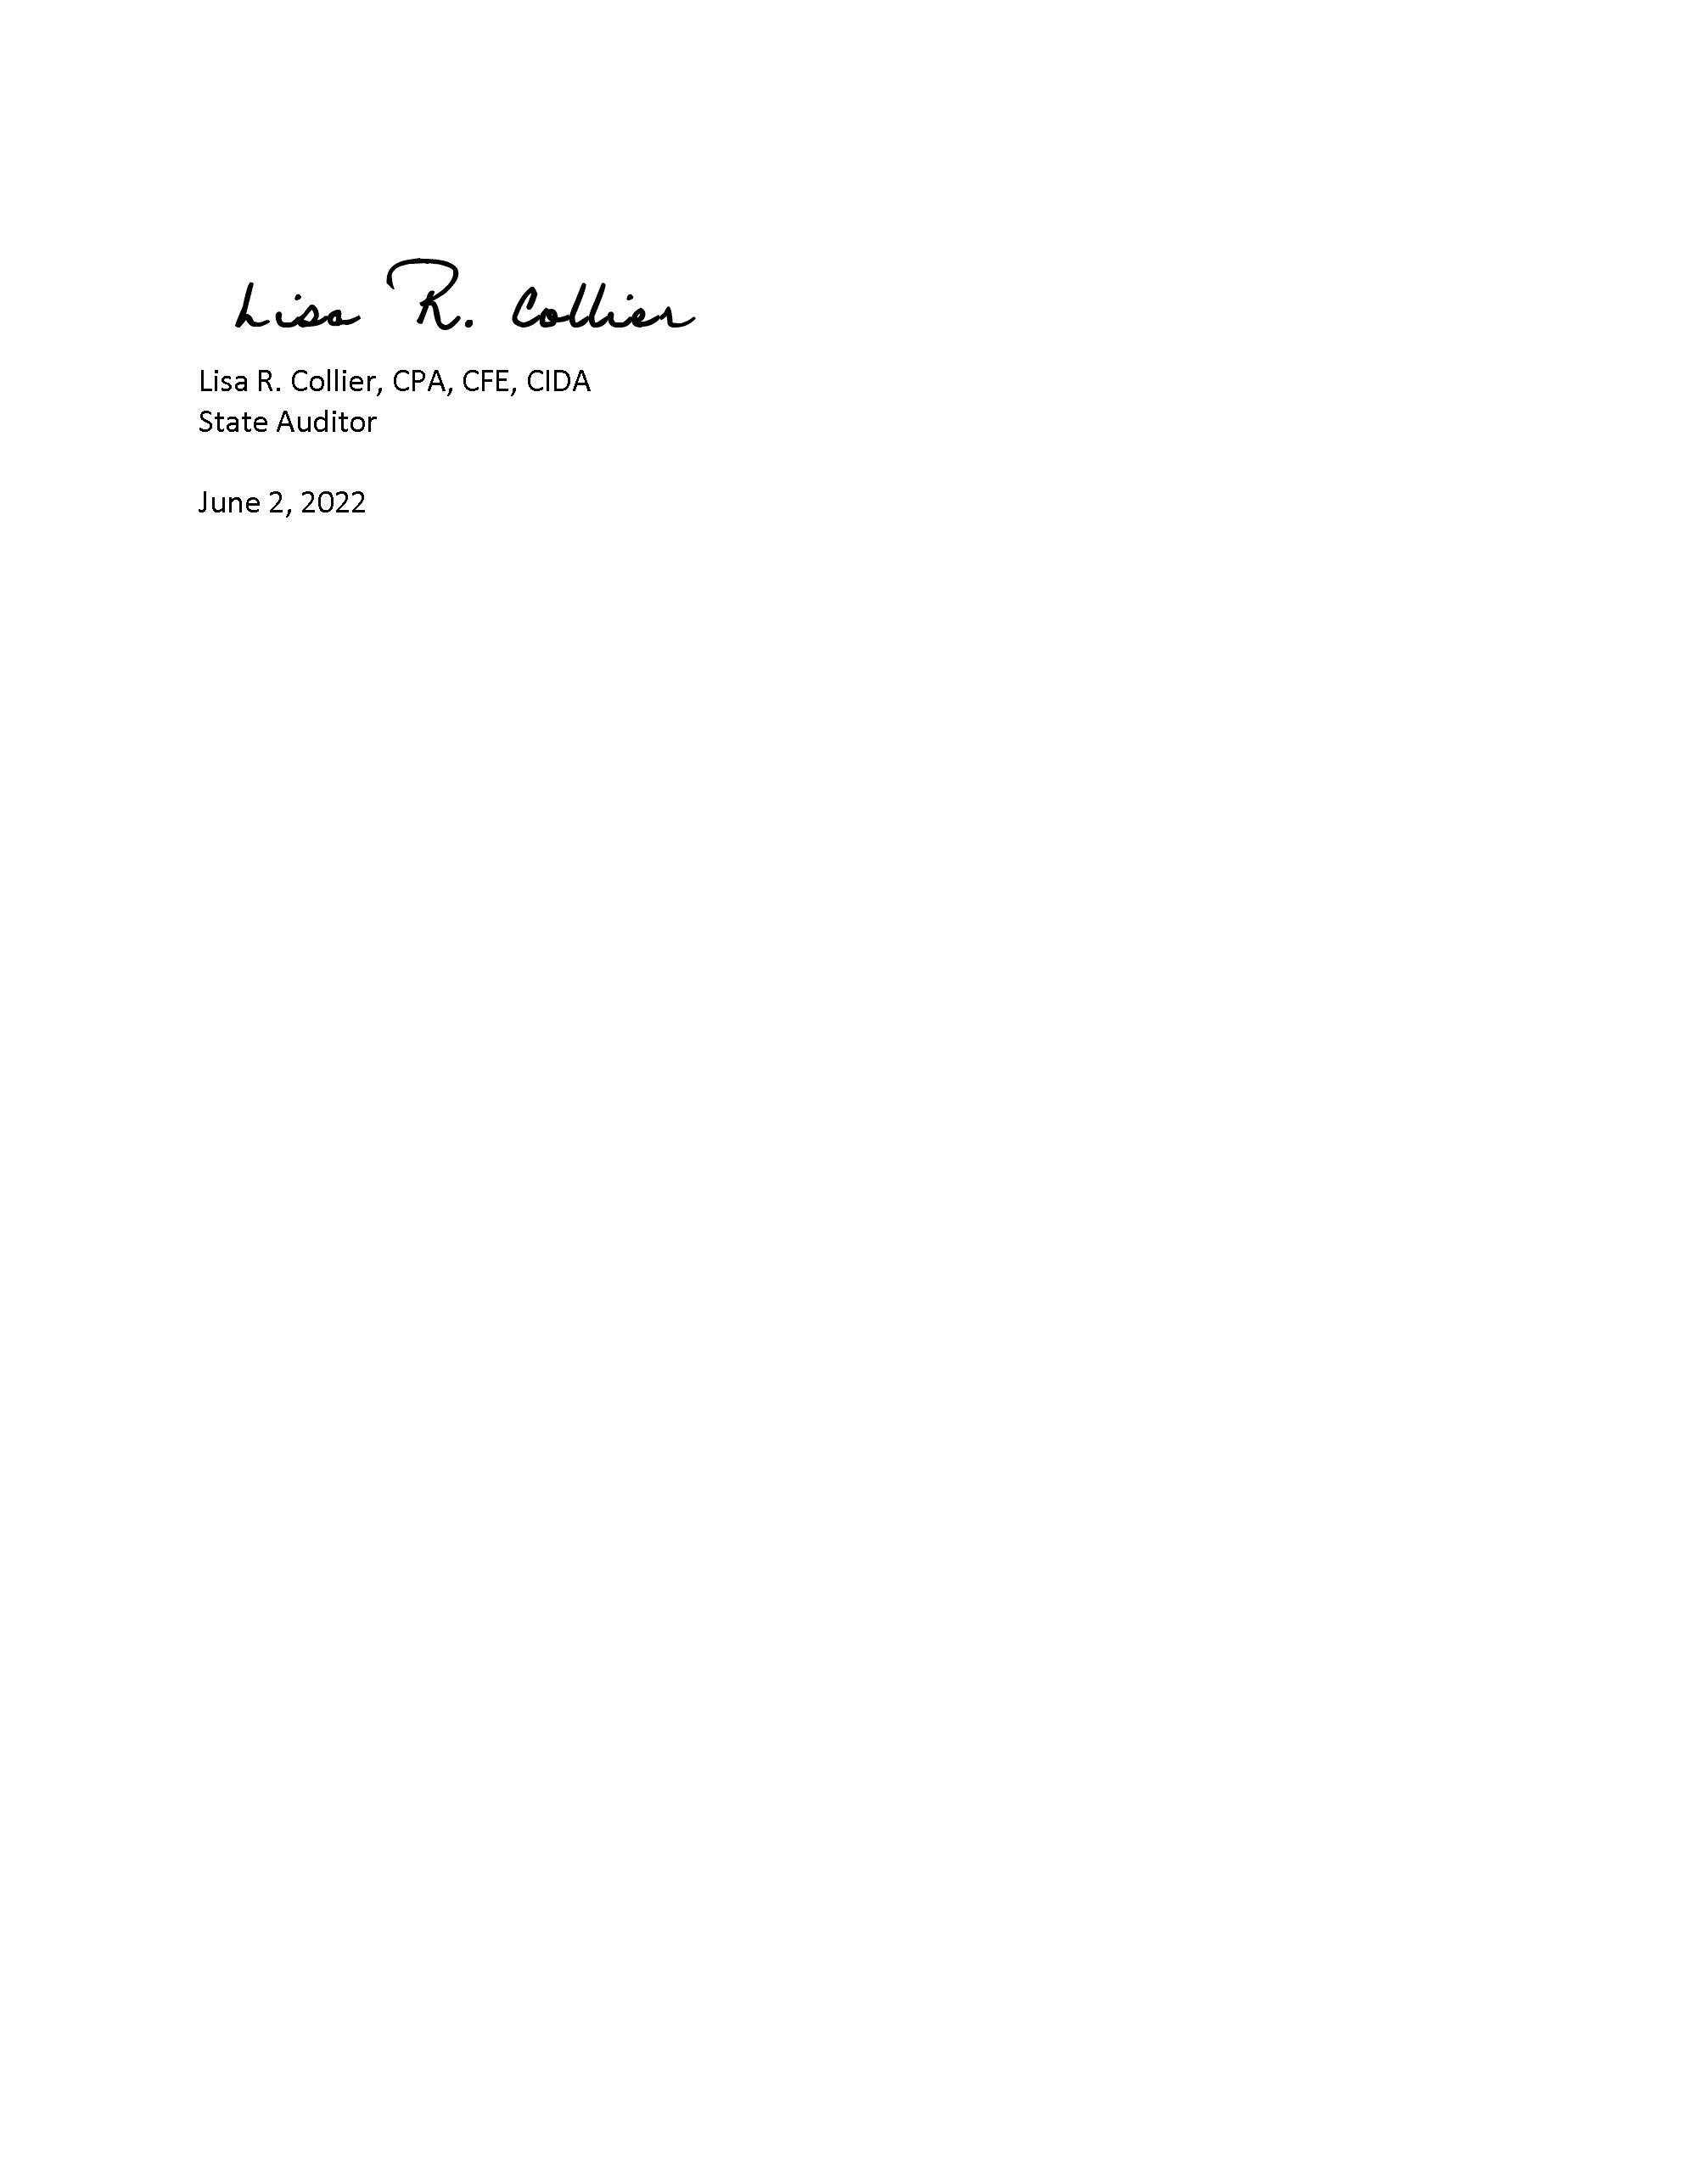 Lisa R. Collier
Lisa R. Collier, CPA, CFE, CIDA
State Auditor
June 2, 2022